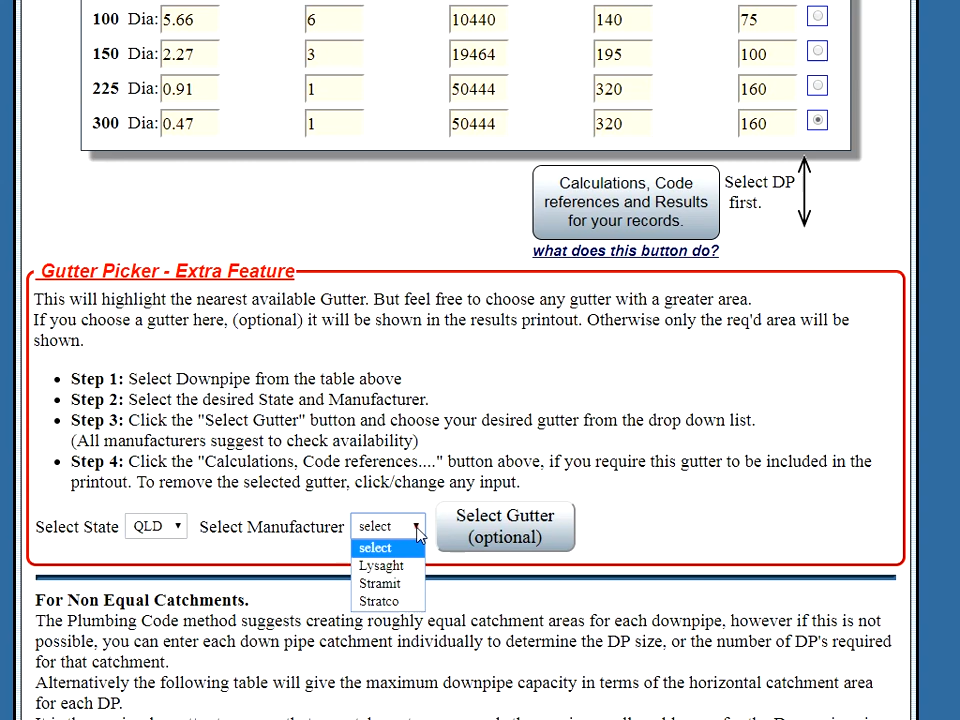 100 Dia: 5.66 6 10440 140 75
150 Dia: 2.27 3 19464 195 100
225 Dia: 0.91 1 50444 320 160
300 Dia: 0.47 1 50444 320 160
Calculations, Code
references and Results
for your records.
Select DP
first.
what does this button do?
Gutter Picker - Extra Feature
This will highlight the nearest available Gutter. But feel free to choose any gutter with a greater area.
If you choose a gutter here, (optional) it will be shown in the results printout. Otherwise only the req'd area will be
shown.
Step 1: Select Downpipe from the table above
Step 2: Select the desired State and Manufacturer.
Step 3: Click the "Select Gutter" button and choose your desired gutter from the drop down list.
(All manufacturers suggest to check availability)
Step 4: Click the "Calculations, Code references...." button above, if you require this gutter to be included in the
printout. To remove the selected gutter, click/change any input.
Select State QLD Select Manufacturer select
Select Gutter
(optional)
select
Lysaght
Stramit
Stratco
For Non Equal Catchments.
The Plumbing Code method suggests creating roughly equal catchment areas for each downpipe, however if this is not
possible, you can enter each down pipe catchment individually to determine the DP size, or the number of DP's required
for that catchment.
Alternatively the following table will give the maximum downpipe capacity in terms of the horizontal catchment area
for each DP.